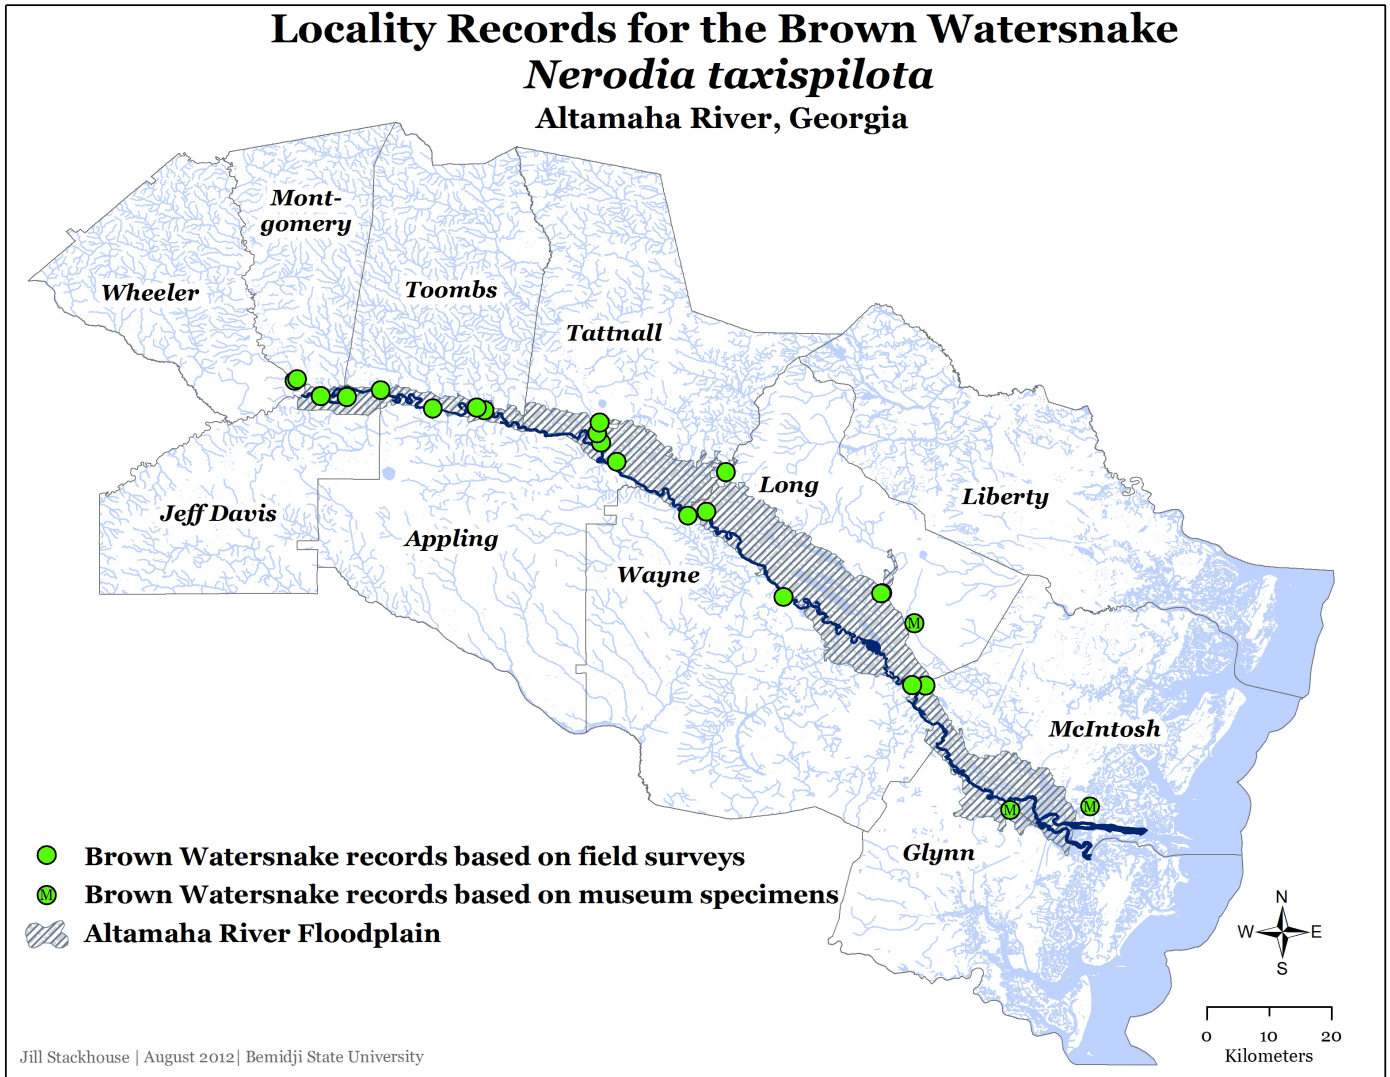 Locality Records for the Brown Watersnake
Nerodia taxispilota
Altamaha River, Georgia
Mont-
gomery
Wheeler
Toombs
Tattnall
Long
Liberty
Jeff Davis
Appling
Wayne
M
McIntosh
M
M
Glynn
Brown Watersnake records based on field surveys
M Brown Watersnake records based on museum specimens
Altamaha River Floodplain
N
W E
S
0 10 20
Kilometers
Jill Stackhouse | August 2012| Bemidji State University